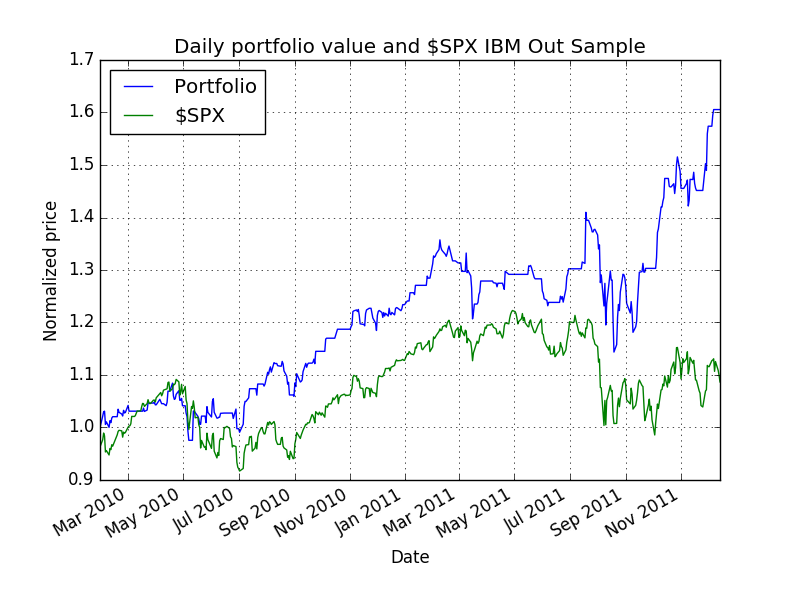 Daily portfolio value and $SPX IBM Out Sample
Portfolio
$SPX
Normalized price
1.7
1.6
1.5
1.4
1.3
1.2
1.1
1.0
0.9
Mar 2010
May 2010
Jul 2010
Sep 2010
Nov 2010
Jan 2011
Mar 2011
May 2011
Jul 2011
Sep 2011
Nov 2011
Date